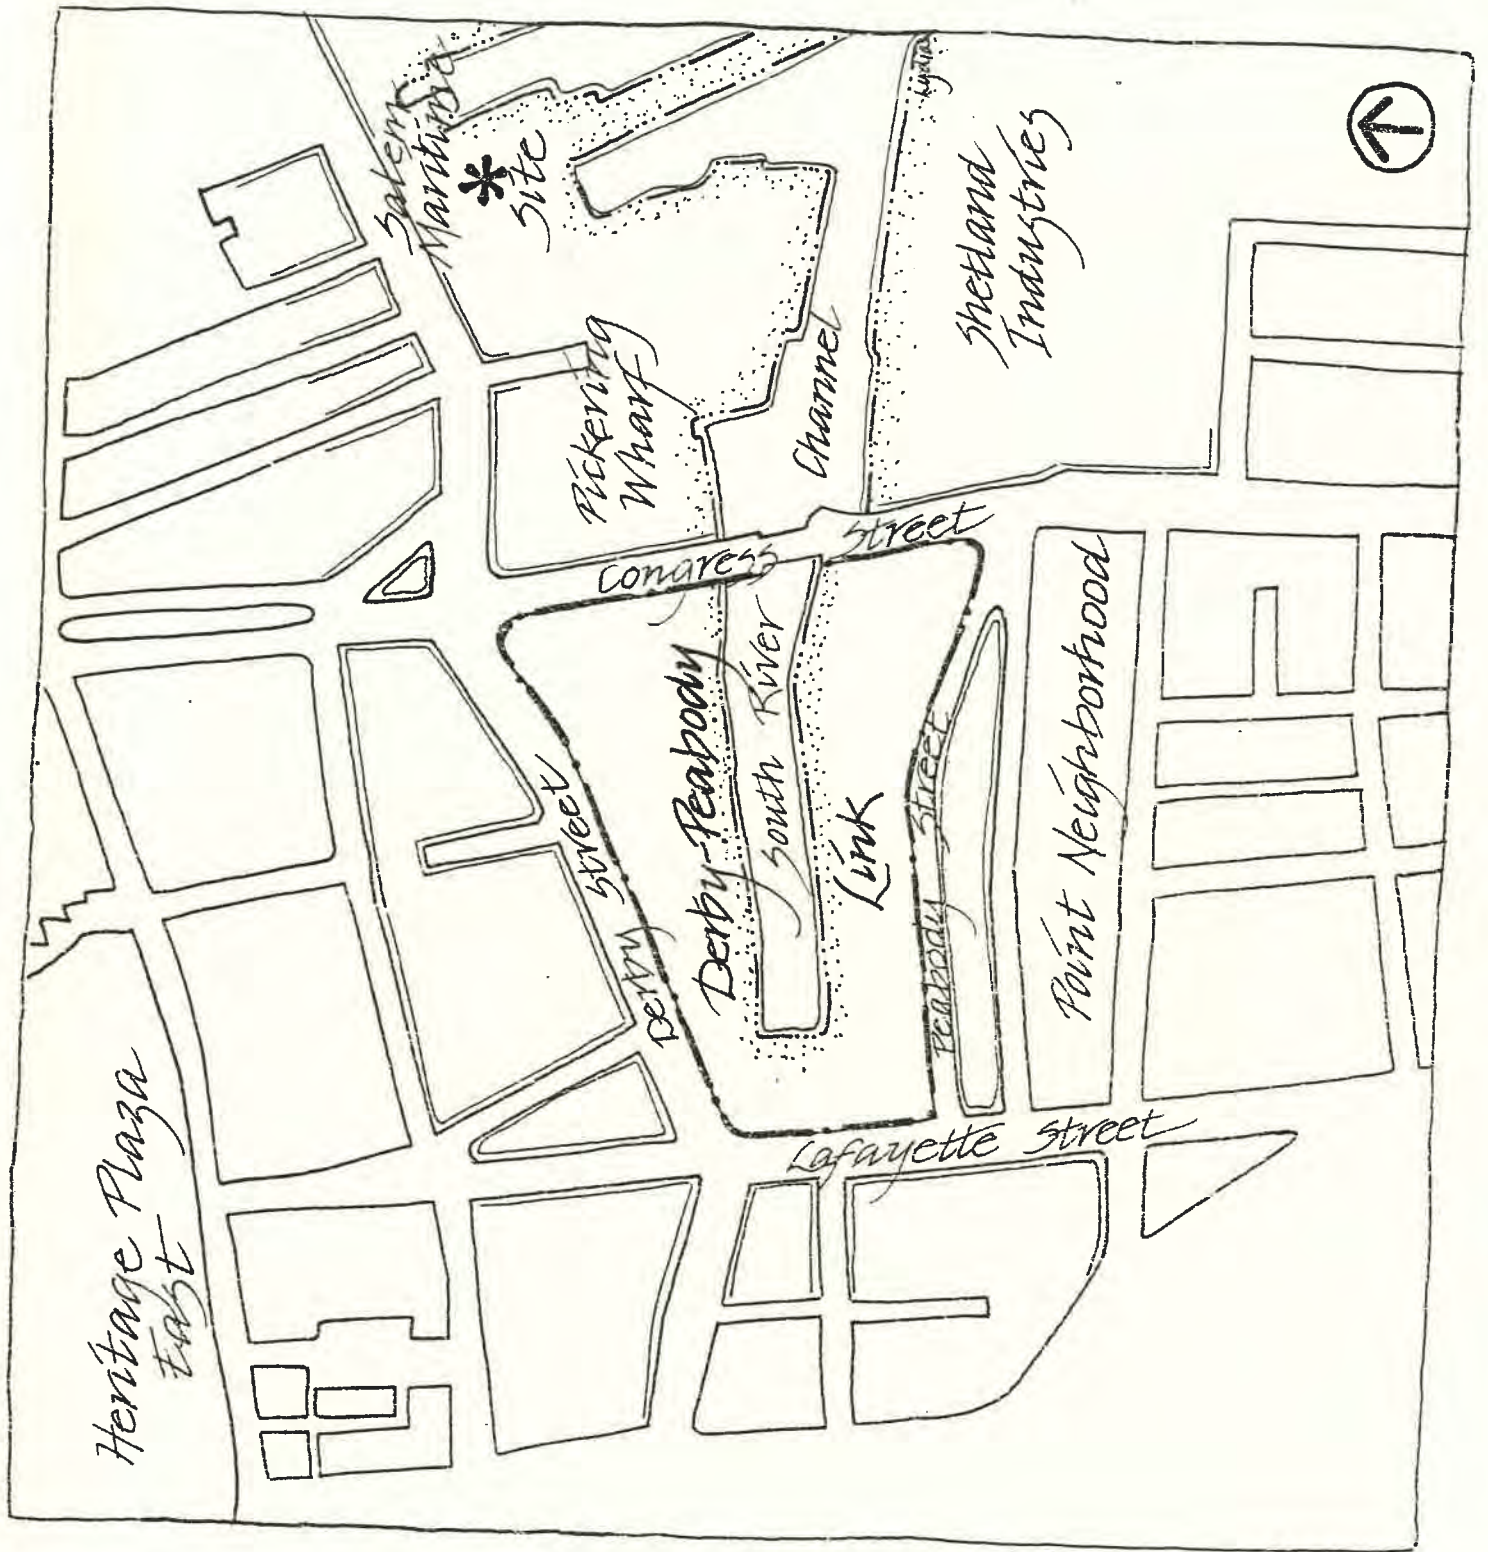 Salem
Maritime
Site
Lydia
Shetland
Industries
Pickering
Wharf
Channel
Congress Street
Derby-Peabody
Link
South River
Derby Street
Peabody Street
Point Neighborhood
Lafayette Street
Heritage Plaza
East